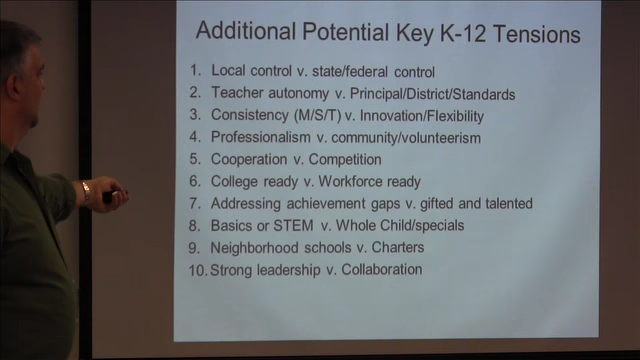 Additional Potential Key K-12 Tensions
1. Local control v. state/federal control
2. Teacher autonomy v. Principal/District/Standards
3. Consistency (M/S/T) v. Innovation/Flexibility
4. Professionalism v. community/volunteerism
5. Cooperation v. Competition
6. College ready v. Workforce ready
7. Addressing achievement gaps v. gifted and talented
8. Basics or STEM v. Whole Child/specials
9. Neighborhood schools v. Charters
10. Strong leadership v. Collaboration